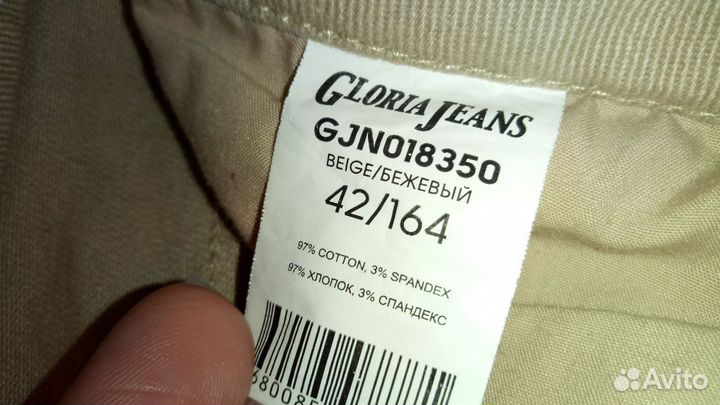 GLORIA JEANS
GJN018350
BEIGE/БЕЖЕВЫЙ
42/164
97% COTTON, 3% SPANDEX
97% ХЛОПОК, 3% СПАНДЕКС
Avito